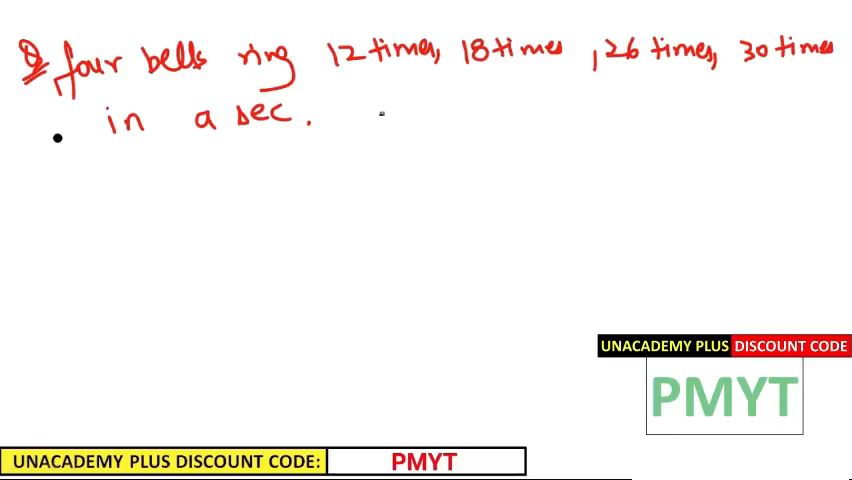 Q. four bells ring 12 times, 18 times, 26 times, 30 times
in a sec.
UNACADEMY PLUS DISCOUNT CODE
PMYT
UNACADEMY PLUS DISCOUNT CODE: PMYT